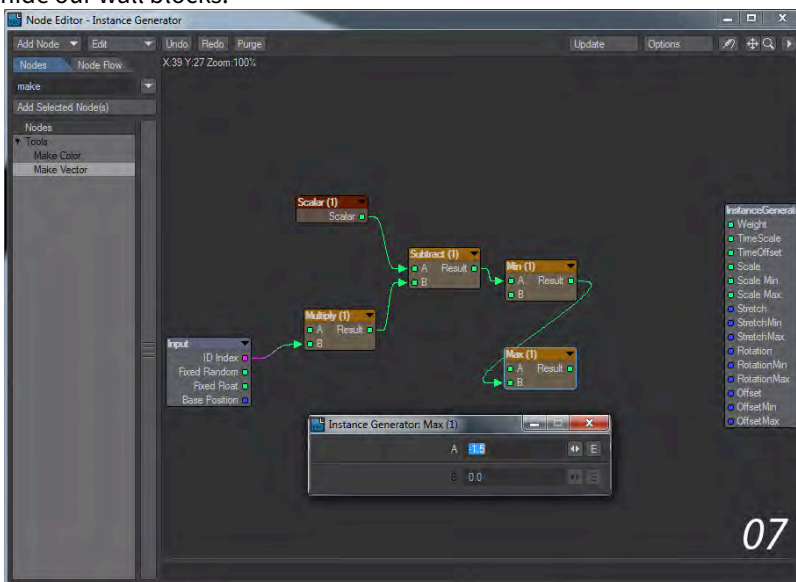 hide our wall blocks.
Node Editor - Instance Generator
Add Node Edit Undo Redo Purge Update Options
Nodes Node Flow X:39 Y:27 Zoom:100%
make
Add Selected Node(s)
Nodes
Tools
Make Color
Make Vector
Scalar (1)
Scalar
Subtract (1)
A Result
B
Min (1)
A Result
B
Multiply (1)
A Result
B
Input
ID Index
Fixed Random
Fixed Float
Base Position
Max (1)
A Result
B
InstanceGenerat
Weight
TimeScale
TimeOffset
Scale
Scale Min
Scale Max
Stretch
StretchMin
StretchMax
Rotation
RotationMin
RotationMax
Offset
OffsetMin
OffsetMax
Instance Generator: Max (1)
A -1.5 E
B 0.0 E
07